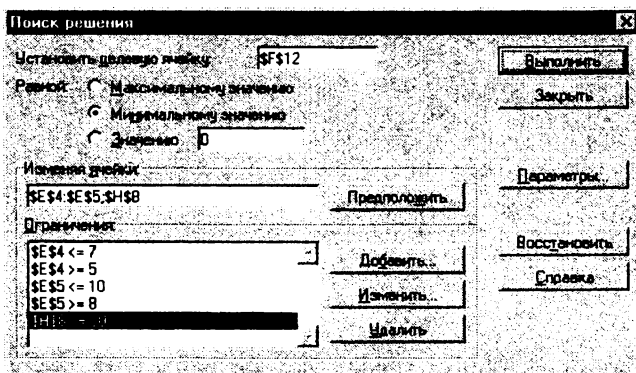 Поиск решения
Установить целевую ячейку: $F$12
Равной: Максимальному значению
Минимальному значению
Значению: 0
Изменяя ячейки:
$E$4:$E$5;$H$8
Предположить
Ограничения:
$E$4 <= 7
$E$4 >= 5
$E$5 <= 10
$E$5 >= 8
Добавить...
Изменить...
Удалить
Выполнить
Закрыть
Параметры...
Восстановить
Справка